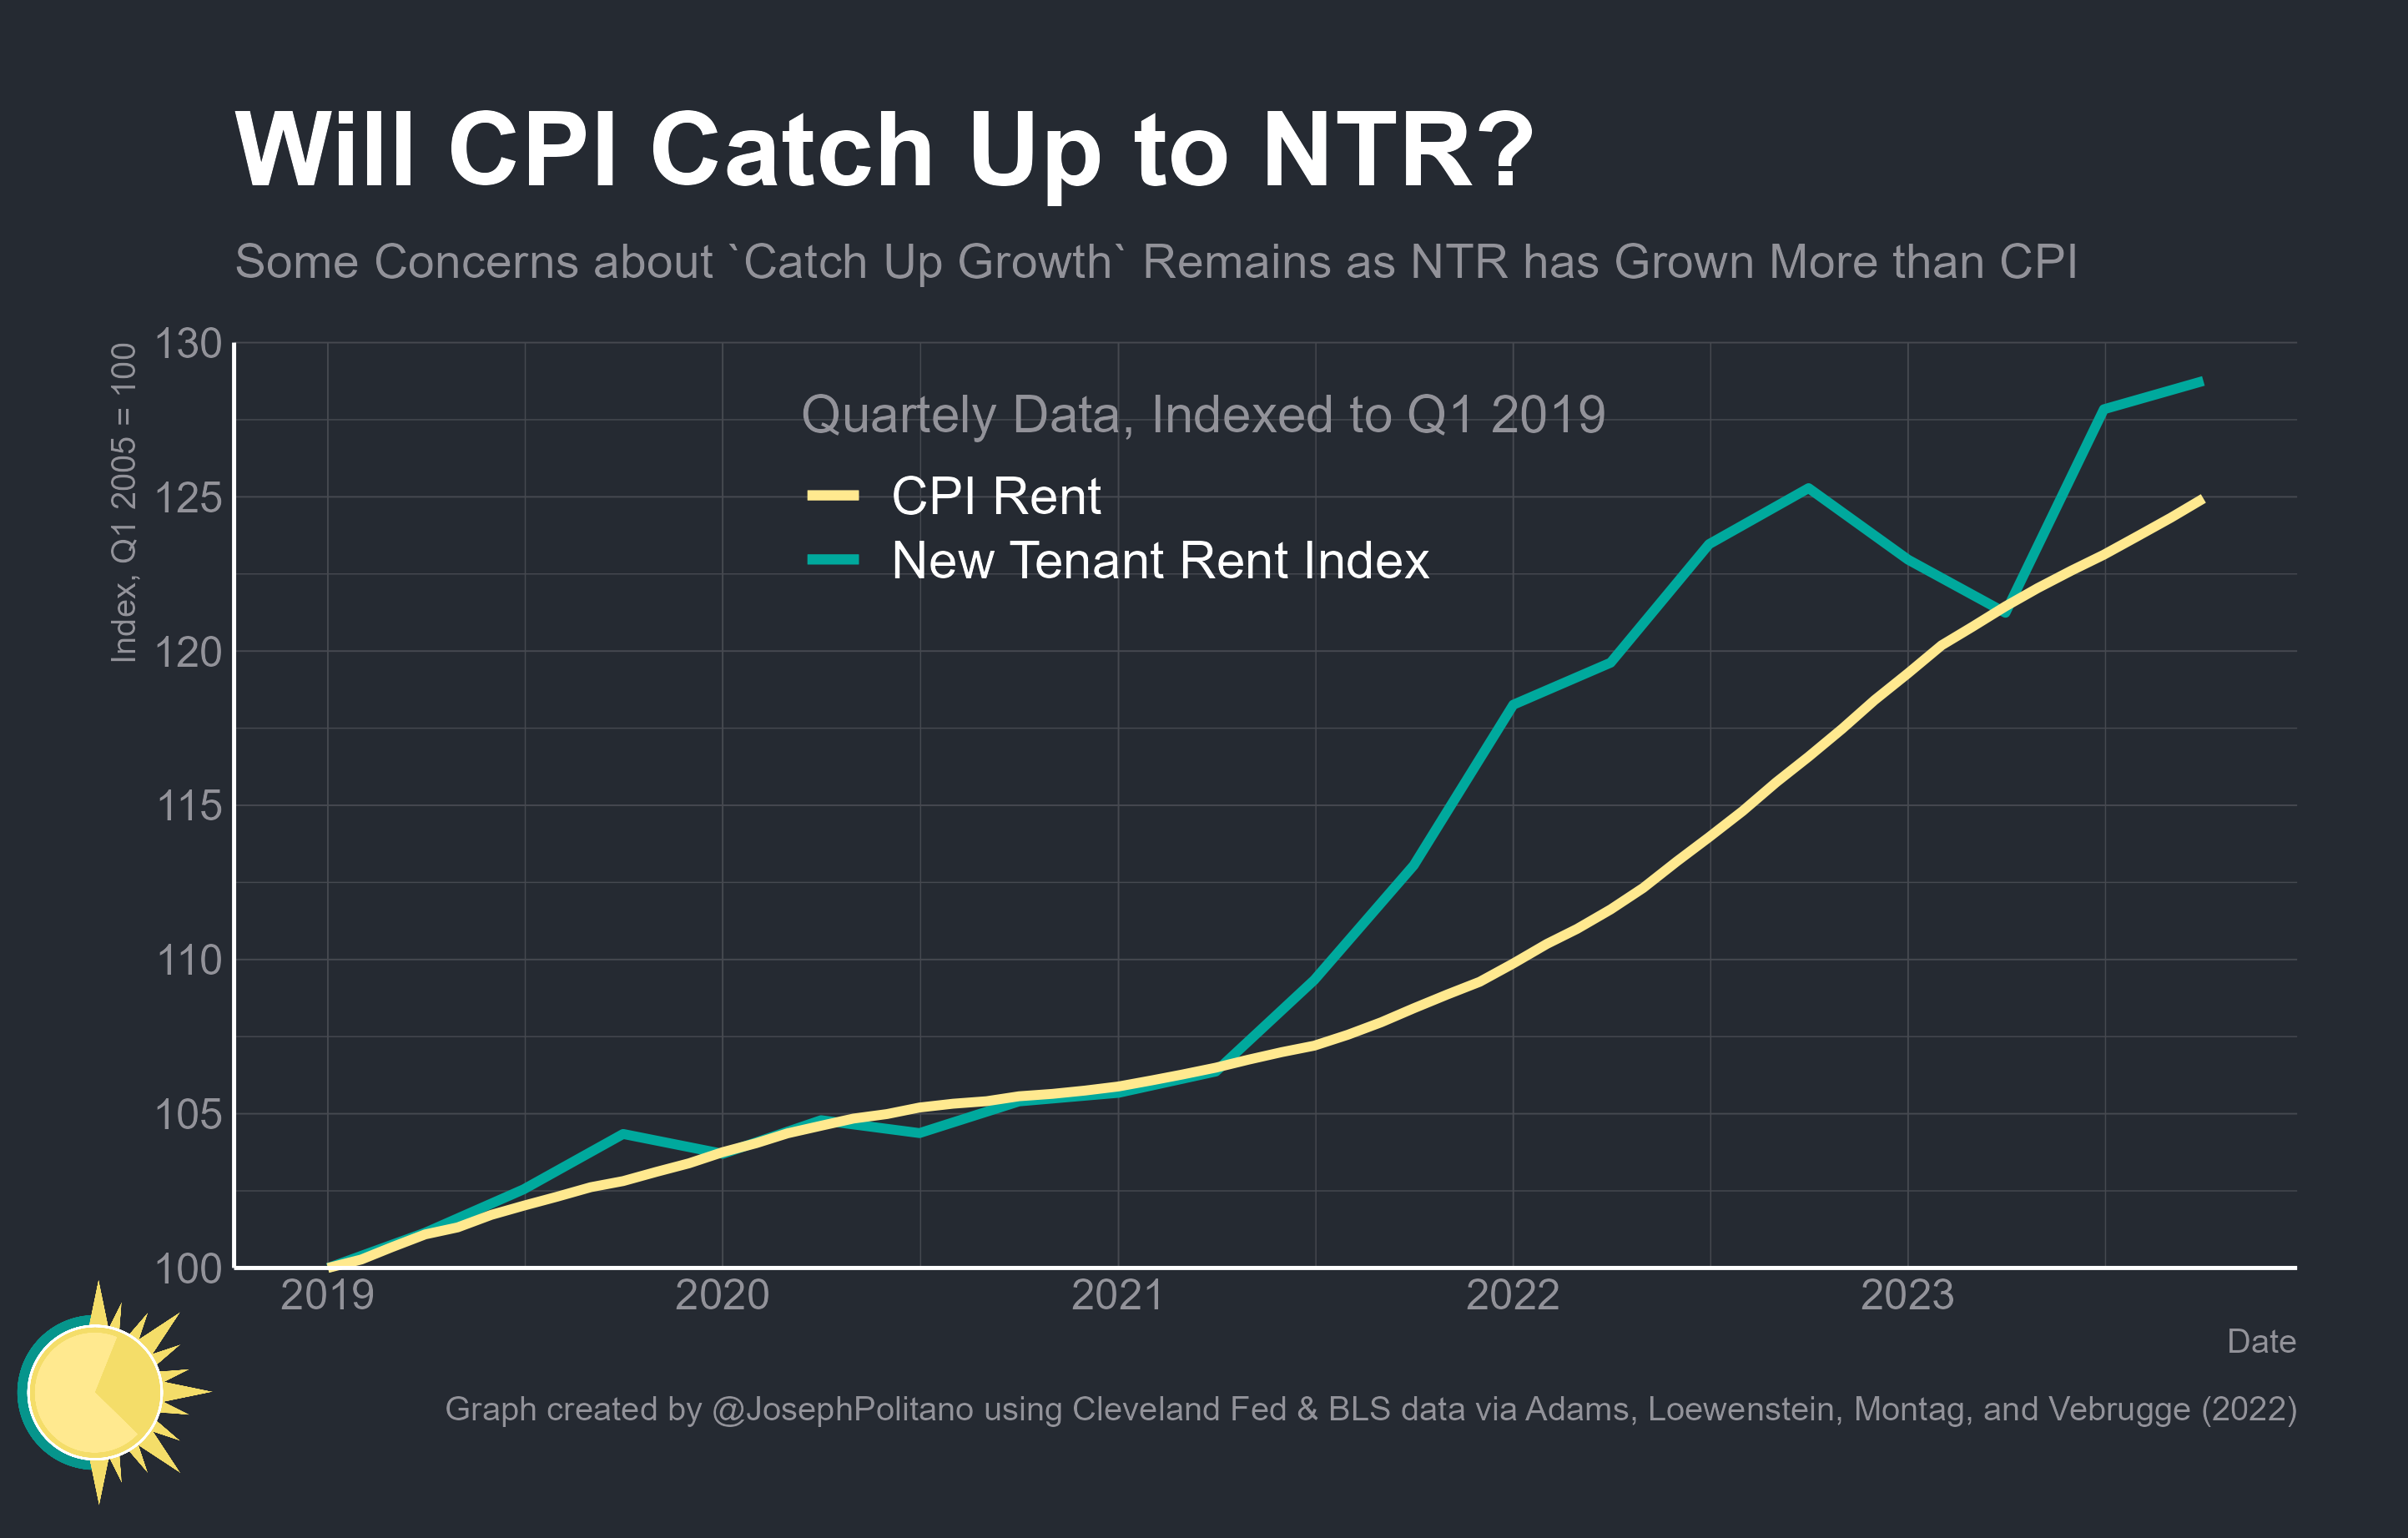 Will CPI Catch Up to NTR?
Some Concerns about `Catch Up Growth` Remains as NTR has Grown More than CPI
Index, Q1 2005 = 100
130
125
120
115
110
105
100
Quartely Data, Indexed to Q1 2019
CPI Rent
New Tenant Rent Index
2019 2020 2021 2022 2023
Date
Graph created by @JosephPolitano using Cleveland Fed & BLS data via Adams, Loewenstein, Montag, and Vebrugge (2022)